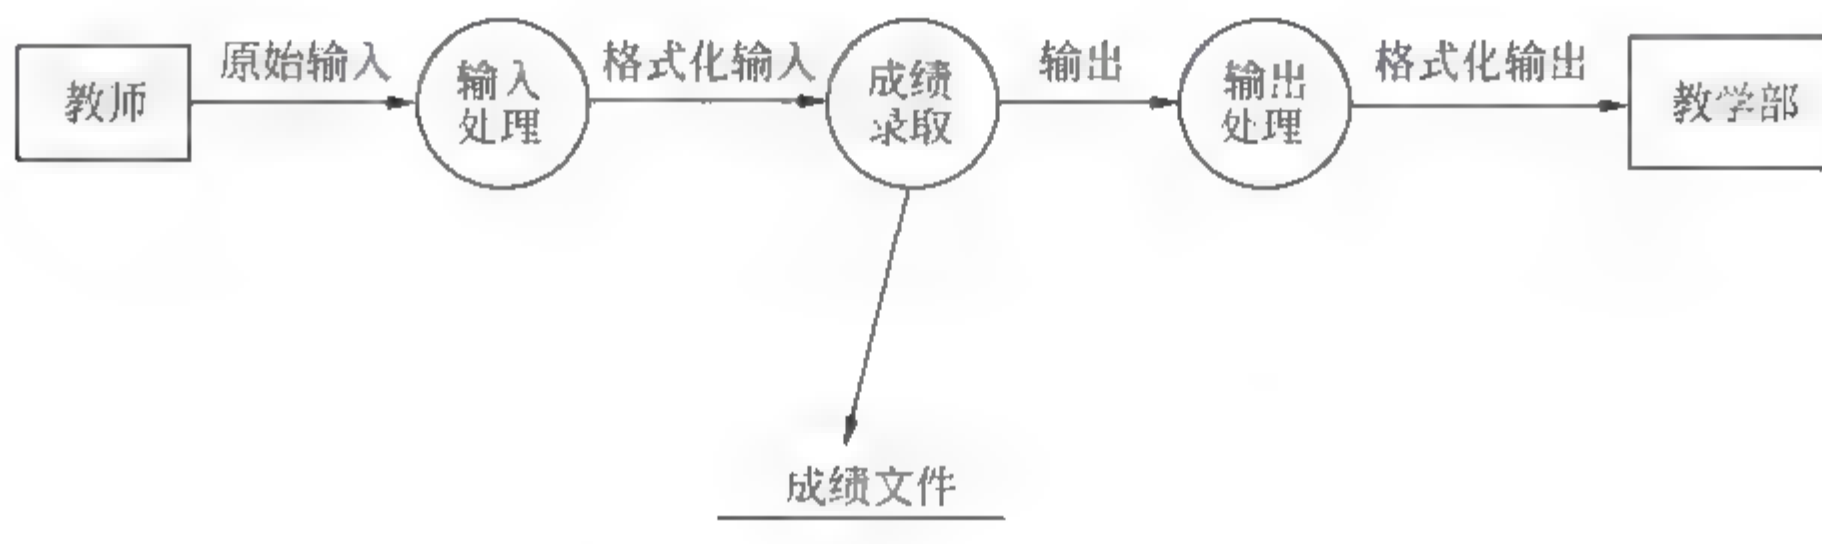 教师
原始输入
输入
处理
格式化输入
成绩
录取
输出
输出
处理
格式化输出
教学部
成绩文件